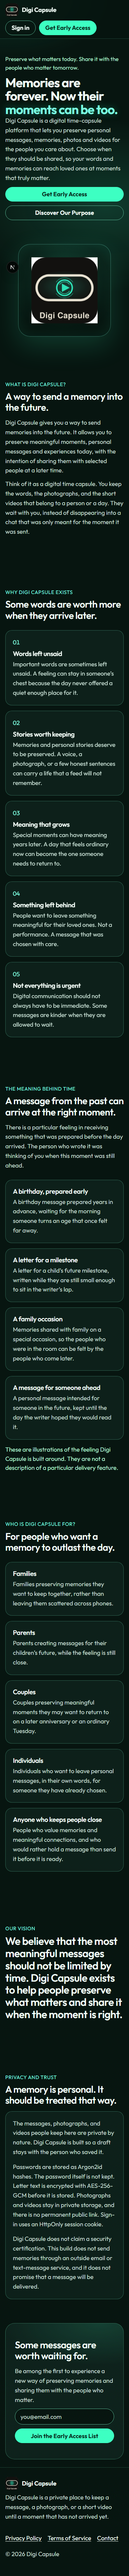 Digi Capsule
Sign in
Get Early Access
Preserve what matters today. Share it with the
people who matter tomorrow.
Memories are
forever. Now their
moments can be too.
Digi Capsule is a digital time-capsule
platform that lets you preserve personal
messages, memories, photos and videos for
the people you care about. Choose when
they should be shared, so your words and
memories can reach loved ones at moments
that truly matter.
Get Early Access
Discover Our Purpose
N
Digi Capsule
WHAT IS DIGI CAPSULE?
A way to send a memory into
the future.
Digi Capsule gives you a way to send
memories into the future. It allows you to
preserve meaningful moments, personal
messages and experiences today, with the
intention of sharing them with selected
people at a later time.
Think of it as a digital time capsule. You keep
the words, the photographs, and the short
videos that belong to a person or a day. They
wait with you, instead of disappearing into a
chat that was only meant for the moment it
was sent.
WHY DIGI CAPSULE EXISTS
Some words are worth more
when they arrive later.
01
Words left unsaid
Important words are sometimes left
unsaid. A feeling can stay in someone's
chest because the day never offered a
quiet enough place for it.
02
Stories worth keeping
Memories and personal stories deserve
to be preserved. A voice, a
photograph, or a few honest sentences
can carry a life that a feed will not
remember.
03
Meaning that grows
Special moments can have meaning
years later. A day that feels ordinary
now can become the one someone
needs to return to.
04
Something left behind
People want to leave something
meaningful for their loved ones. Not a
performance. A message that was
chosen with care.
05
Not everything is urgent
Digital communication should not
always have to be immediate. Some
messages are kinder when they are
allowed to wait.
THE MEANING BEHIND TIME
A message from the past can
arrive at the right moment.
There is a particular feeling in receiving
something that was prepared before the day
arrived. The person who wrote it was
thinking of you when this moment was still
ahead.
A birthday, prepared early
A birthday message prepared years in
advance, waiting for the morning
someone turns an age that once felt
far away.
A letter for a milestone
A letter for a child's future milestone,
written while they are still small enough
to sit in the writer's lap.
A family occasion
Memories shared with family on a
special occasion, so the people who
were in the room can be felt by the
people who come later.
A message for someone ahead
A personal message intended for
someone in the future, kept until the
day the writer hoped they would read
it.
These are illustrations of the feeling Digi
Capsule is built around. They are not a
description of a particular delivery feature.
WHO IS DIGI CAPSULE FOR?
For people who want a
memory to outlast the day.
Families
Families preserving memories they
want to keep together, rather than
leaving them scattered across phones.
Parents
Parents creating messages for their
children's future, while the feeling is still
close.
Couples
Couples preserving meaningful
moments they may want to return to
on a later anniversary or an ordinary
Tuesday.
Individuals
Individuals who want to leave personal
messages, in their own words, for
someone they have already chosen.
Anyone who keeps people close
People who value memories and
meaningful connections, and who
would rather hold a message than send
it before it is ready.
OUR VISION
We believe that the most
meaningful messages
should not be limited by
time. Digi Capsule exists
to help people preserve
what matters and share it
when the moment is right.
PRIVACY AND TRUST
A memory is personal. It
should be treated that way.
The messages, photographs, and
videos people keep here are private by
nature. Digi Capsule is built so a draft
stays with the person who saved it.
Passwords are stored as Argon2id
hashes. The password itself is not kept.
Letter text is encrypted with AES-256-
GCM before it is stored. Photographs
and videos stay in private storage, and
there is no permanent public link. Sign-
in uses an HttpOnly session cookie.
Digi Capsule does not claim a security
certification. This build does not send
messages through an outside email or
text-message service, and it does not
promise that a message will be
delivered.
Some messages are
worth waiting for.
Be among the first to experience a
new way of preserving memories and
sharing them with the people who
matter.
you@email.com
Join the Early Access List
Digi Capsule
Digi Capsule is a private place to keep a
message, a photograph, or a short video
until a moment that has not arrived yet.
Privacy Policy
Terms of Service
Contact
© 2026 Digi Capsule